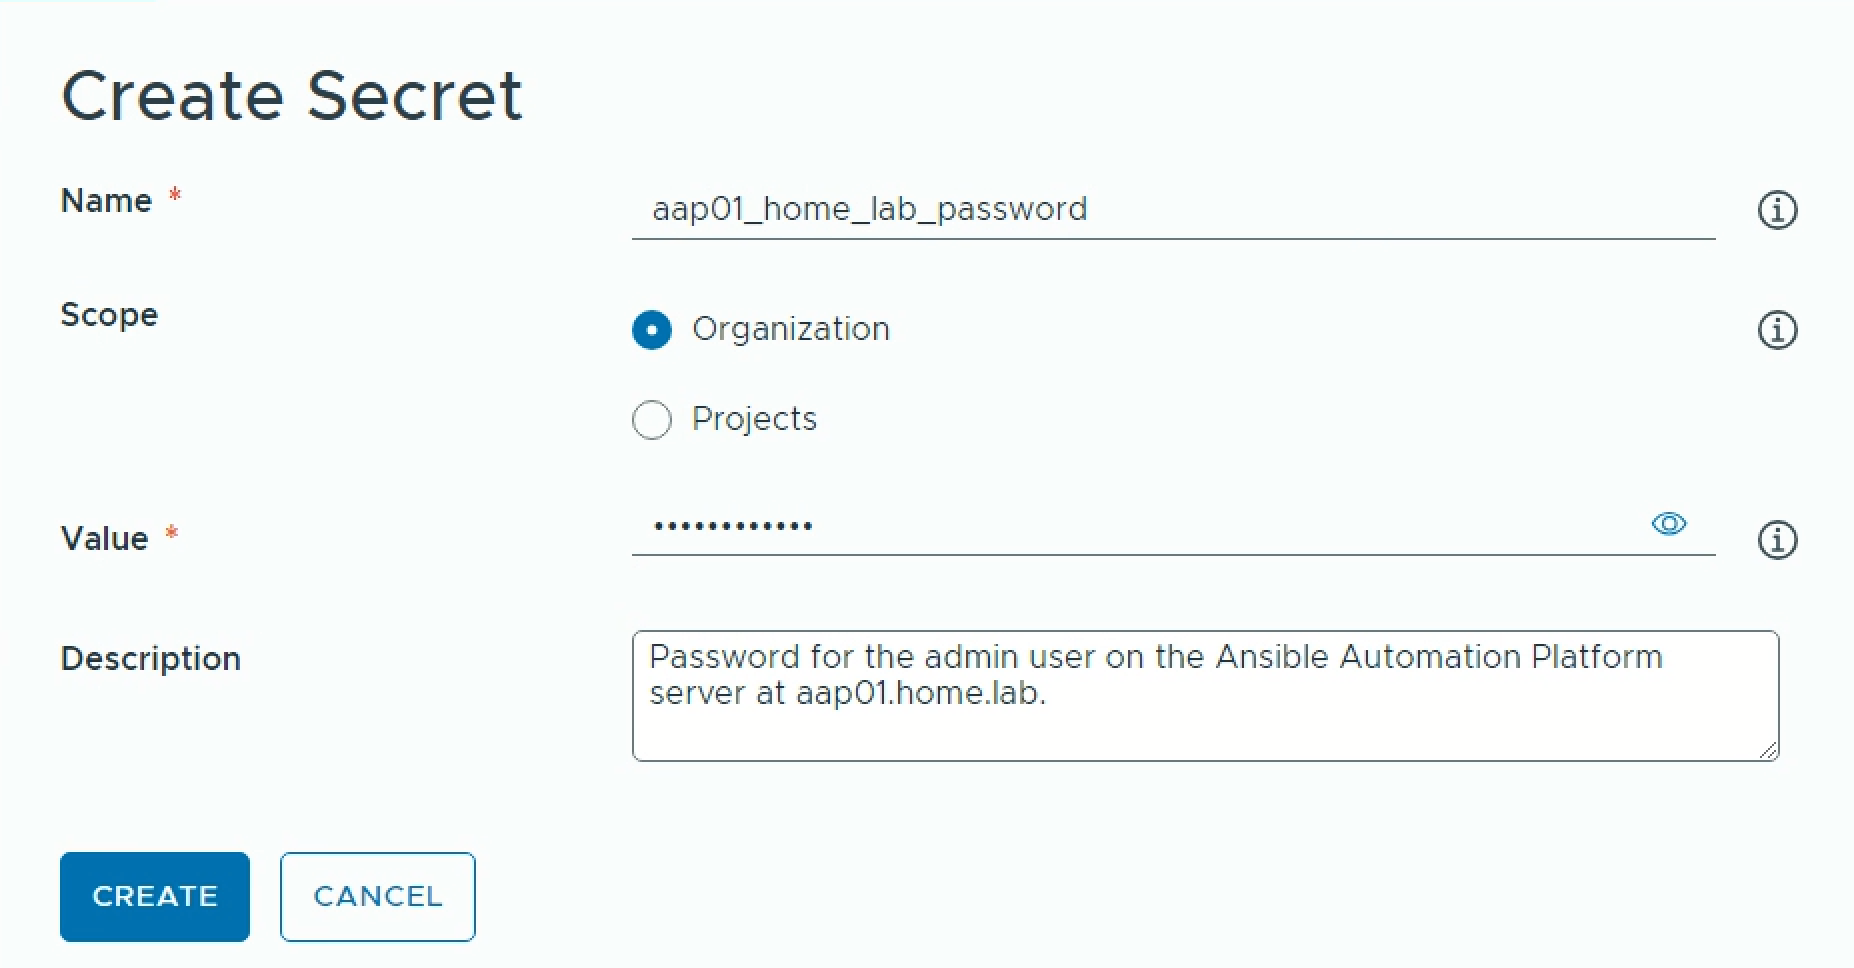 Create Secret
Name *
aap01_home_lab_password
Scope
Organization
Projects
Value *
••••••••••••
Description
Password for the admin user on the Ansible Automation Platform
server at aap01.home.lab.
CREATE
CANCEL